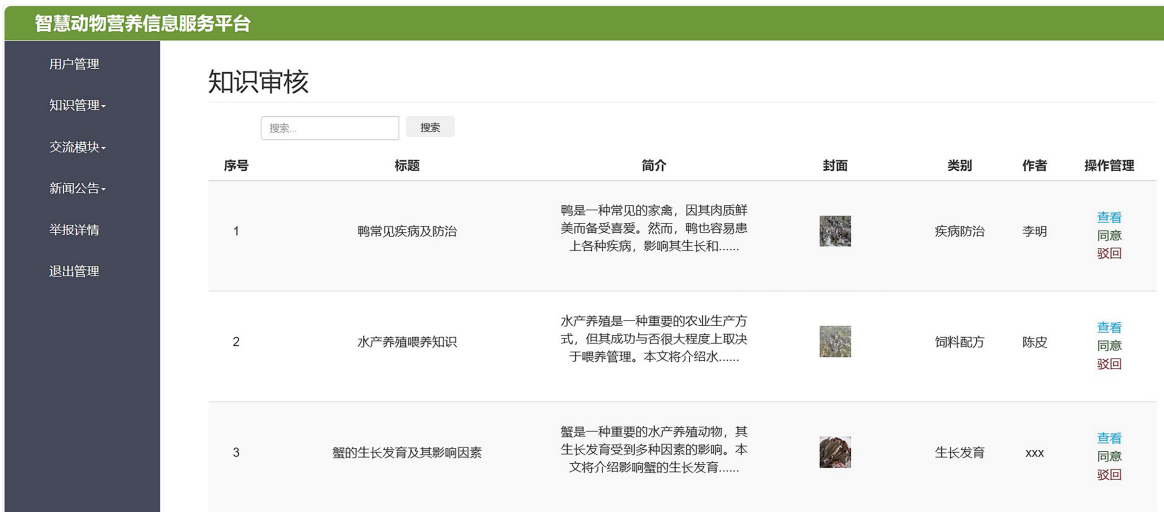 智慧动物营养信息服务平台
用户管理
知识管理
交流模块
新闻公告
举报详情
退出管理
知识审核
搜索...
搜索
序号 标题 简介 封面 类别 作者 操作管理
1 鸭常见疾病及防治
鸭是一种常见的家禽，因其肉质鲜
美而备受喜爱。然而，鸭也容易患
上各种疾病，影响其生长和......
疾病防治 李明
查看
同意
驳回
2 水产养殖喂养知识
水产养殖是一种重要的农业生产方
式，但其成功与否很大程度上取决
于喂养管理。本文将介绍水......
饲料配方 陈皮
查看
同意
驳回
3 蟹的生长发育及其影响因素
蟹是一种重要的水产养殖动物，其
生长发育受到多种因素的影响。本
文将介绍影响蟹的生长发育......
生长发育 xxx
查看
同意
驳回